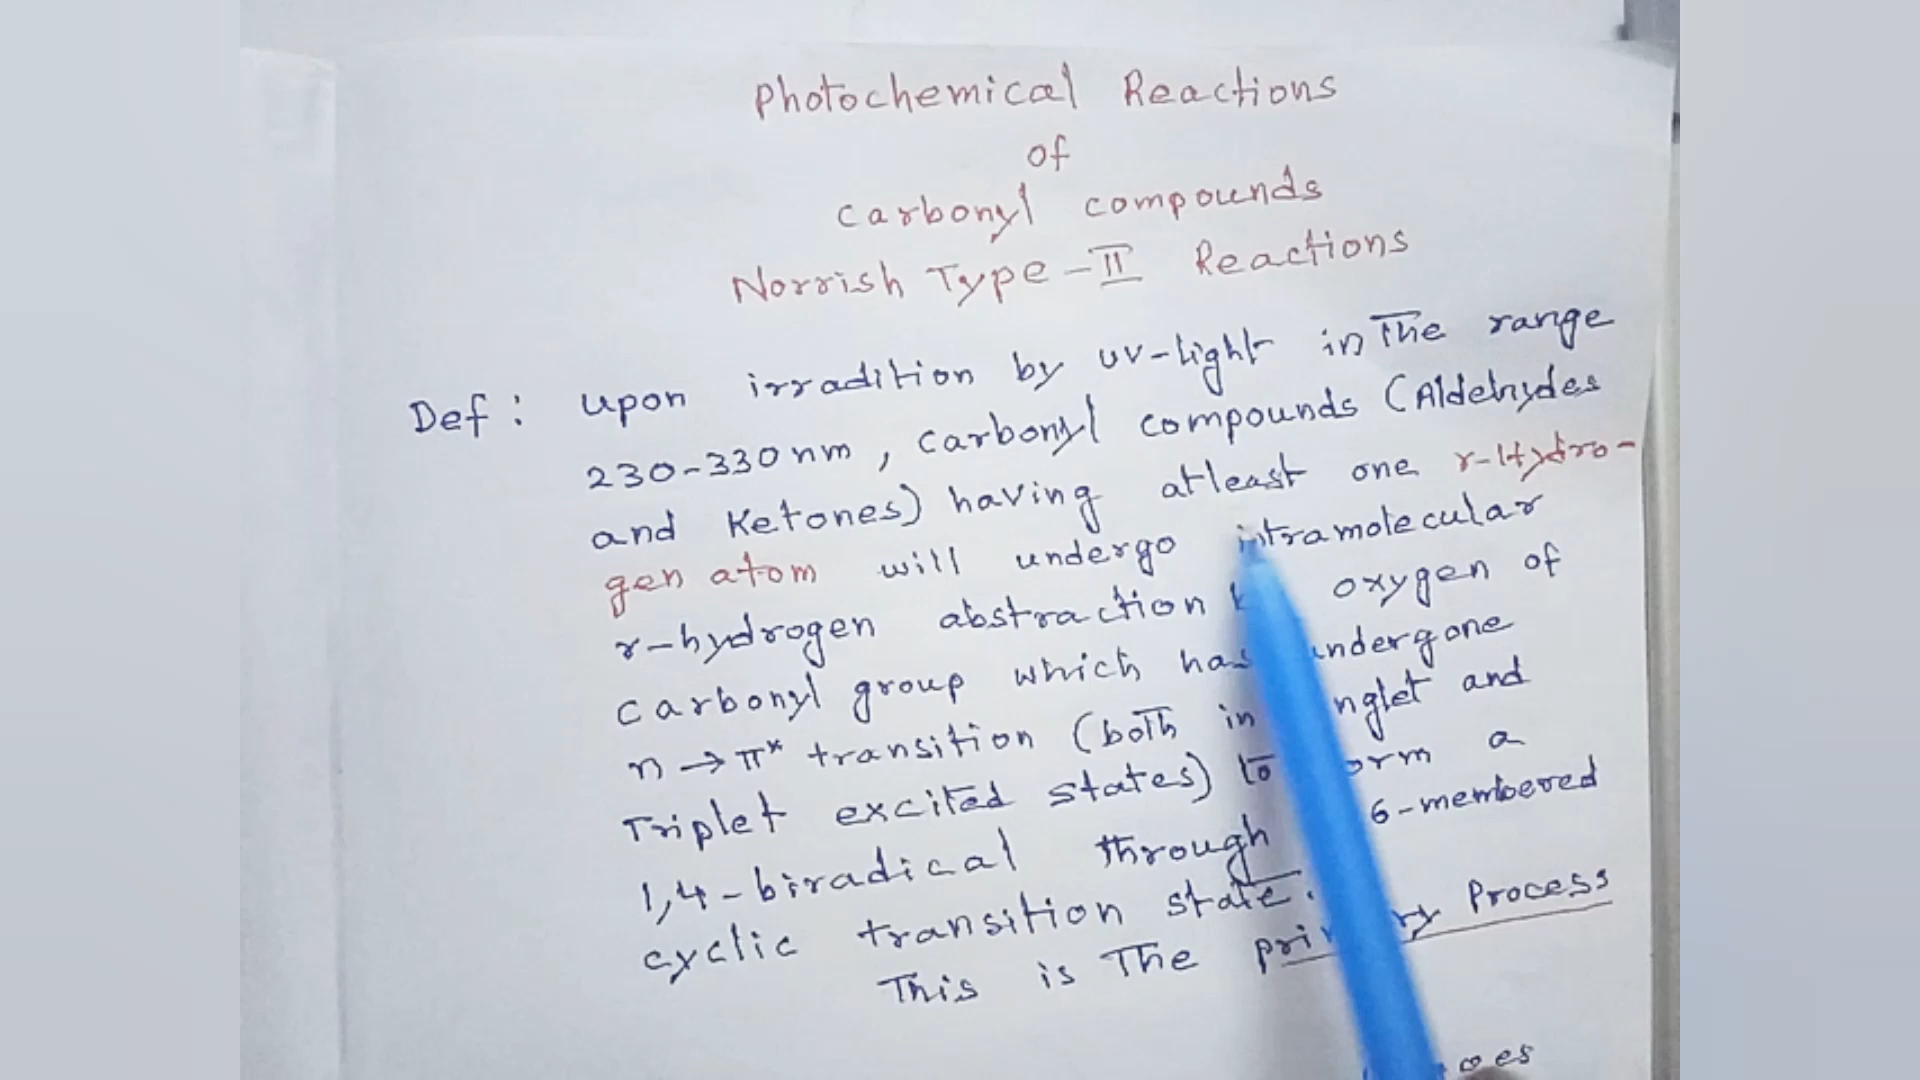 Photochemical Reactions
of
Carbonyl compounds
Norrish Type-II Reactions
Def: Upon irradition by UV-light in The range
230-330nm, carbonyl compounds (Aldehydes
and Ketones) having atleast one r-Hydro-
gen atom will undergo intramolecular
r-hydrogen abstraction oxygen of
carbonyl group which has undergone
n → π* transition (both in and
Triplet excited states) to a
1,4-biradical through 6-membered
cyclic transition state.
This is The Process